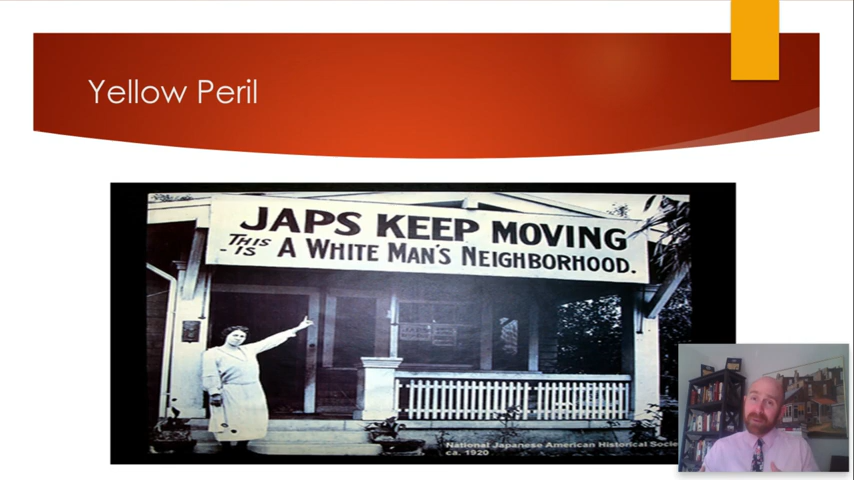 Yellow Peril
JAPS KEEP MOVING
THIS
- IS A WHITE MAN'S NEIGHBORHOOD.
National Japanese American Historical Socie
ca. 1920